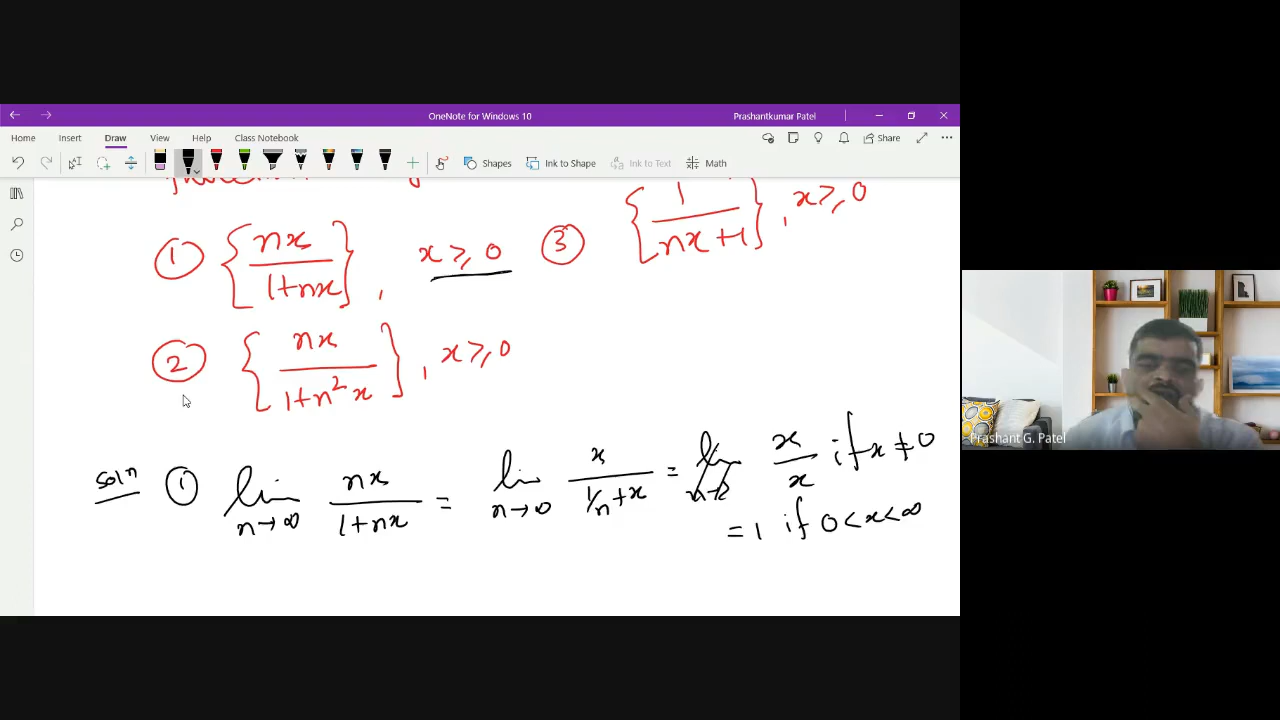 OneNote for Windows 10
Prashantkumar Patel
Home Insert Draw View Help Class Notebook
Share
Shapes Ink to Shape Ink to Text Math
① { nx / 1+nx } , x ≥, 0 ③ { 1 / nx+1 } , x ≥, 0
② { nx / 1+n² x } , x ≥, 0
soln ① lim n→∞ nx / 1+nx = lim n→∞ x / 1/n + x = lim x / x if x ≠ 0
= 1 if 0 < x < ∞
Prashant G. Patel